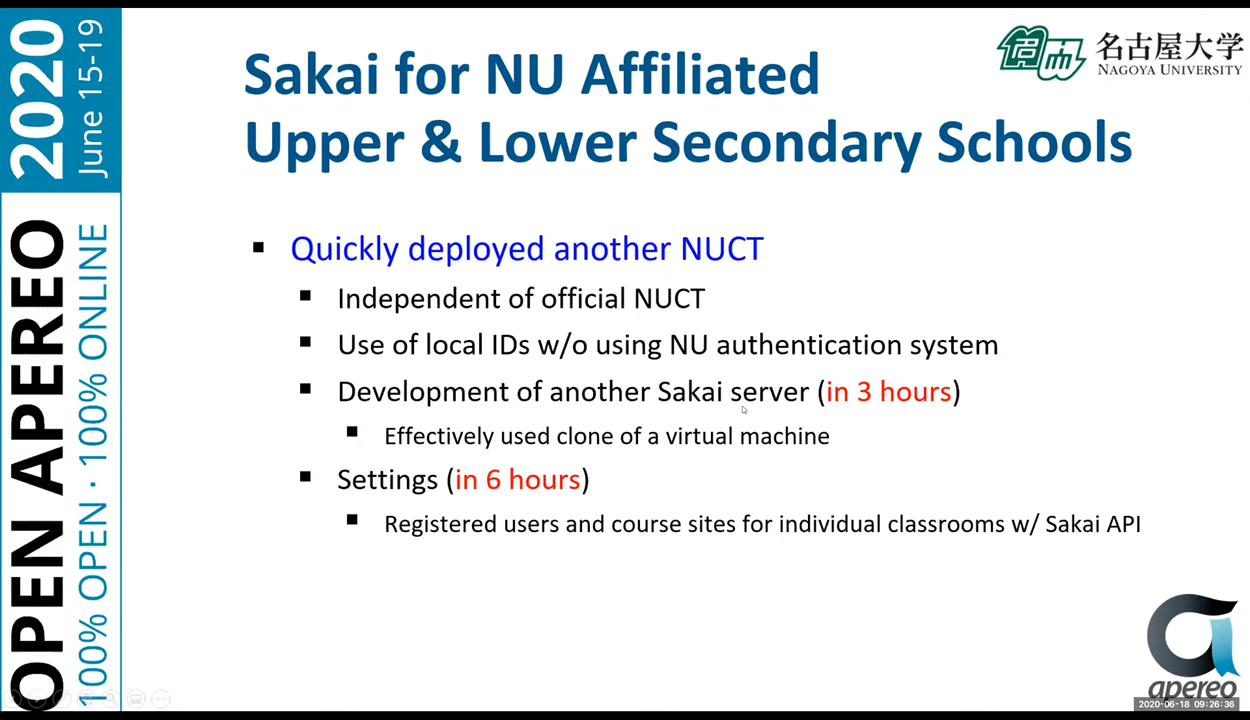 OPEN APEREO 2020
100% OPEN · 100% ONLINE June 15-19
名古屋大学
NAGOYA UNIVERSITY
Sakai for NU Affiliated
Upper & Lower Secondary Schools
Quickly deployed another NUCT
Independent of official NUCT
Use of local IDs w/o using NU authentication system
Development of another Sakai server (in 3 hours)
Effectively used clone of a virtual machine
Settings (in 6 hours)
Registered users and course sites for individual classrooms w/ Sakai API
apereo
2020-06-18 09:26:36